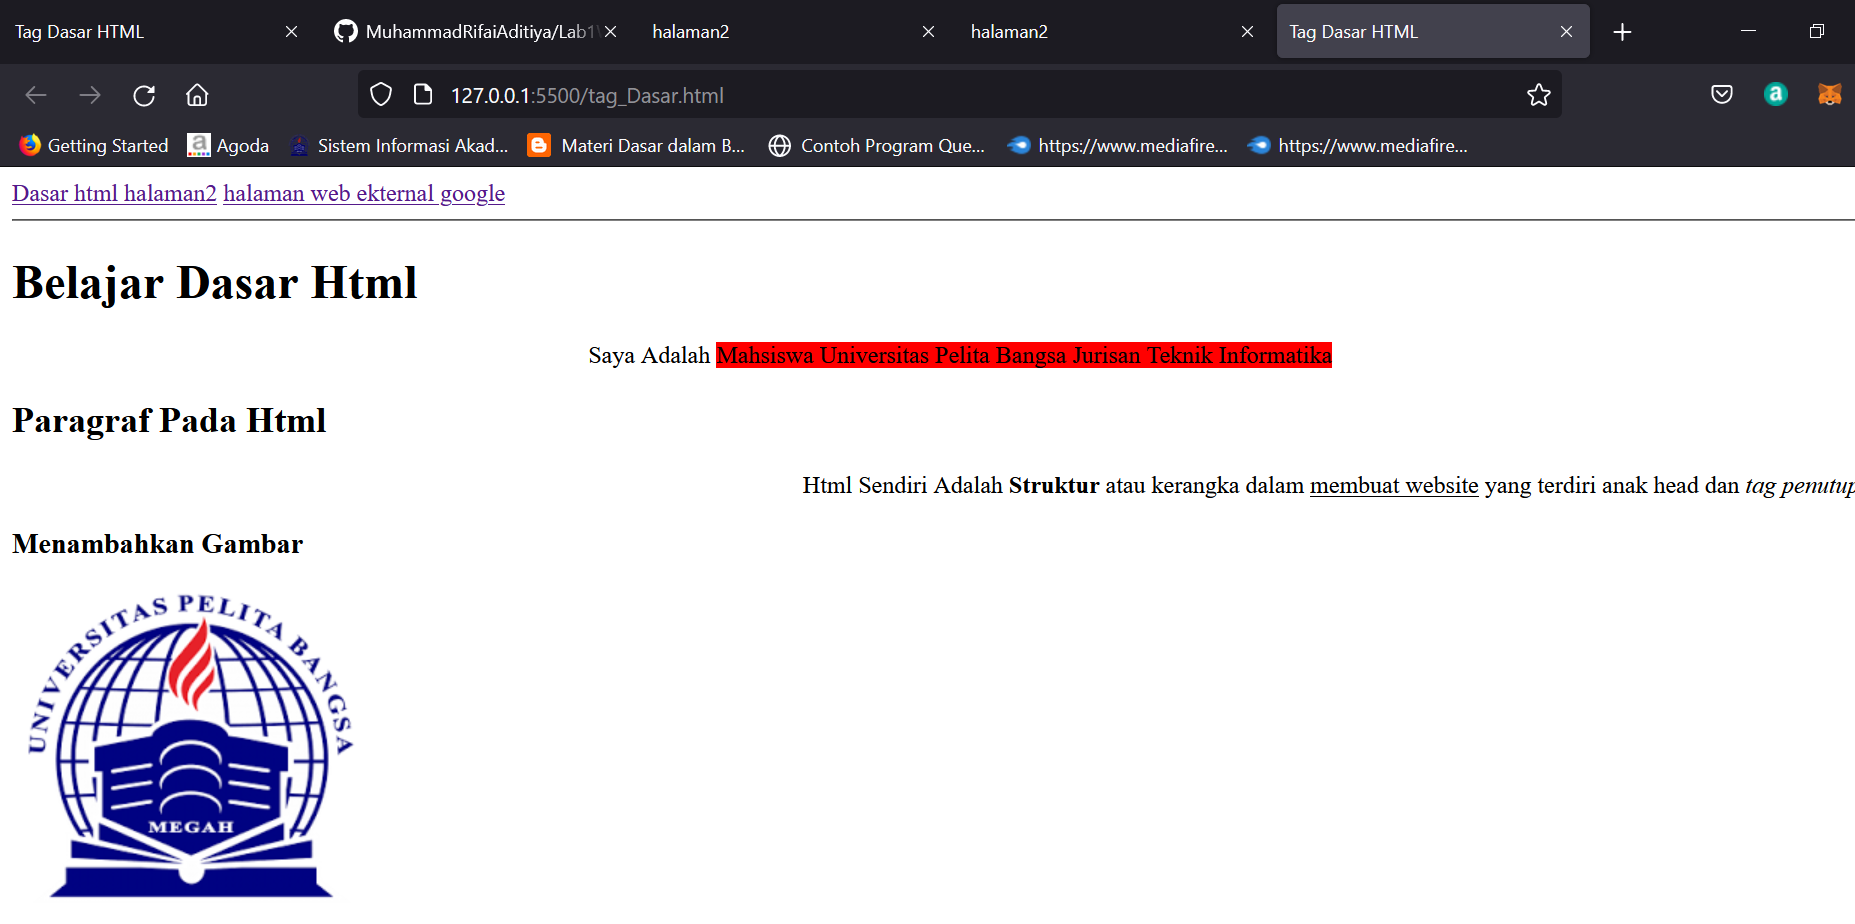 Tag Dasar HTML
MuhammadRifaiAditiya/Lab1
halaman2
halaman2
Tag Dasar HTML
127.0.0.1:5500/tag_Dasar.html
Getting Started
Agoda
Sistem Informasi Akad...
Materi Dasar dalam B...
Contoh Program Que...
https://www.mediafire...
https://www.mediafire...
Dasar html halaman2 halaman web ekternal google
Belajar Dasar Html
Saya Adalah Mahsiswa Universitas Pelita Bangsa Jurisan Teknik Informatika
Paragraf Pada Html
Html Sendiri Adalah Struktur atau kerangka dalam membuat website yang terdiri anak head dan tag penutup
Menambahkan Gambar
UNIVERSITAS PELITA BANGSA
MEGAH